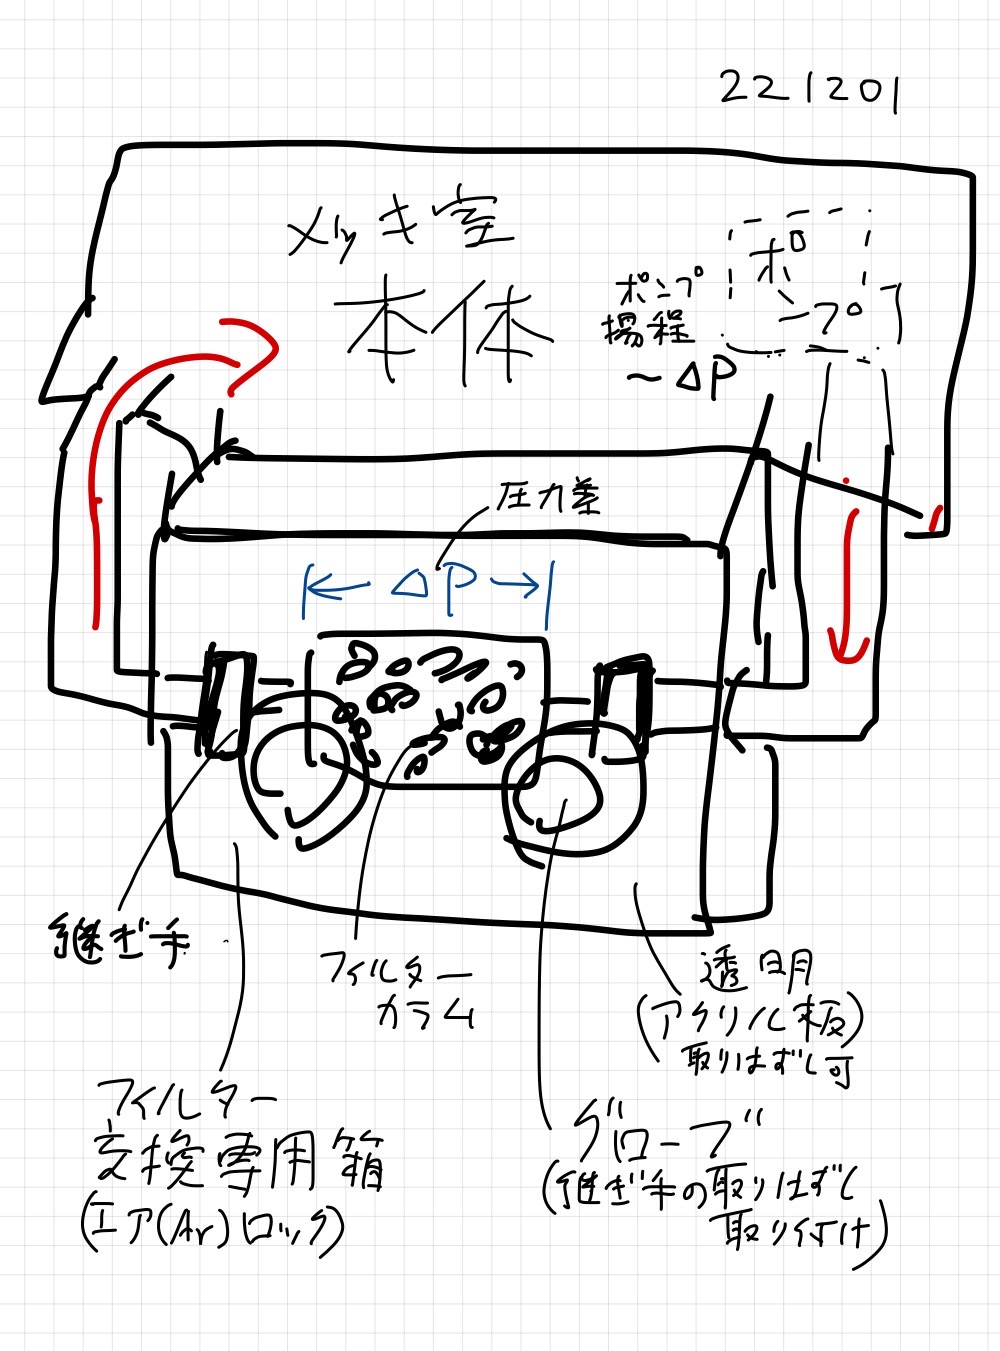 221201
メッキ室
本体
ポンプ
ポンプ
揚程
～ΔP
圧力差
ΔP
継ぎ手
フィルター
カラム
透明
(アクリル板)
取りはずし可
フィルター
交換専用箱
(エア(Ar)ロック)
グローブ
(継ぎ手の取りはずし
取り付け)